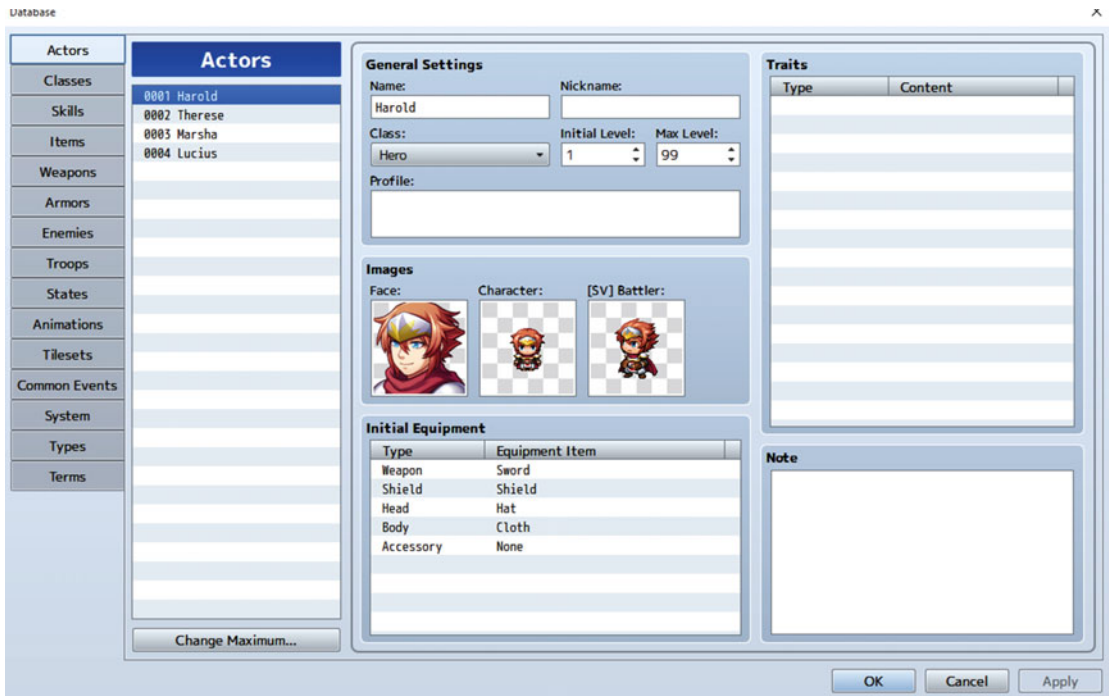 Database
Actors
Classes
Skills
Items
Weapons
Armors
Enemies
Troops
States
Animations
Tilesets
Common Events
System
Types
Terms
Actors
0001 Harold
0002 Therese
0003 Marsha
0004 Lucius
Change Maximum...
General Settings
Name: Nickname:
Harold
Class: Initial Level: Max Level:
Hero 1 99
Profile:
Images
Face: Character: [SV] Battler:
Initial Equipment
Type Equipment Item
Weapon Sword
Shield Shield
Head Hat
Body Cloth
Accessory None
Traits
Type Content
Note
OK Cancel Apply